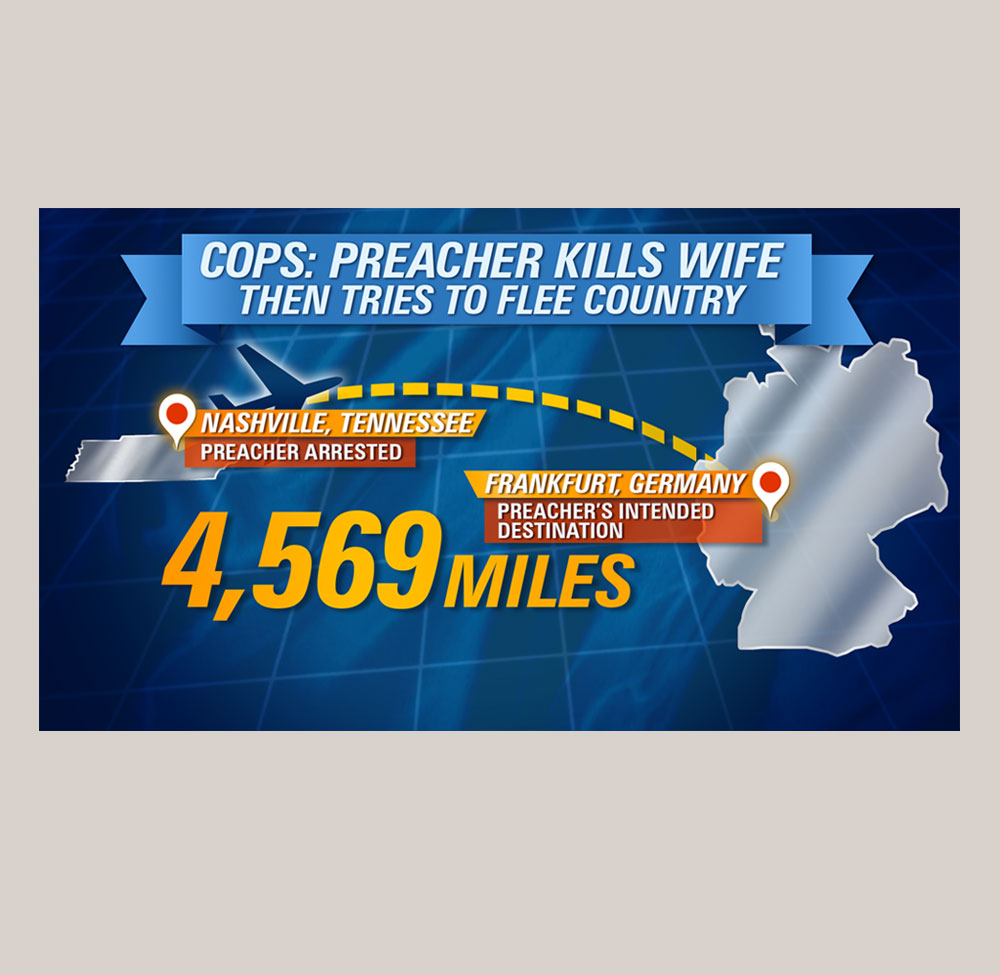 COPS: PREACHER KILLS WIFE
THEN TRIES TO FLEE COUNTRY
NASHVILLE, TENNESSEE
PREACHER ARRESTED
FRANKFURT, GERMANY
PREACHER'S INTENDED
DESTINATION
4,569 MILES